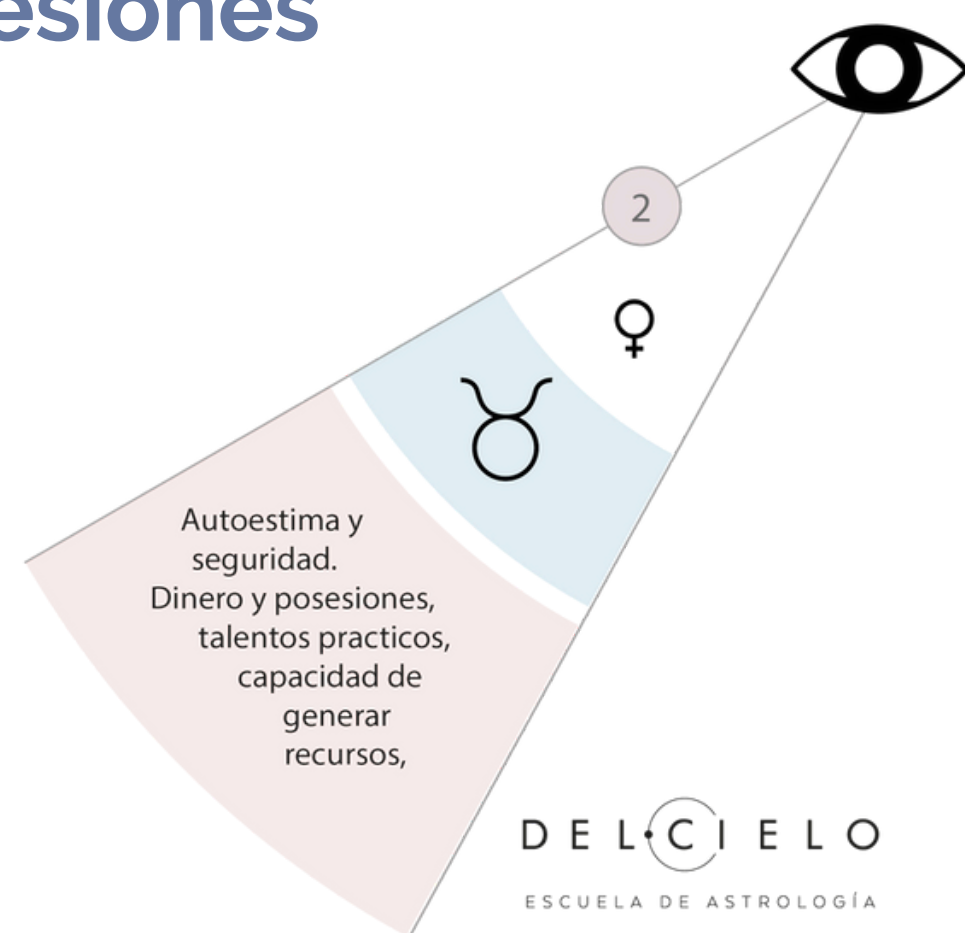 esiones
2
Autoestima y
seguridad.
Dinero y posesiones,
talentos practicos,
capacidad de
generar
recursos,
DEL·CIELO
ESCUELA DE ASTROLOGÍA